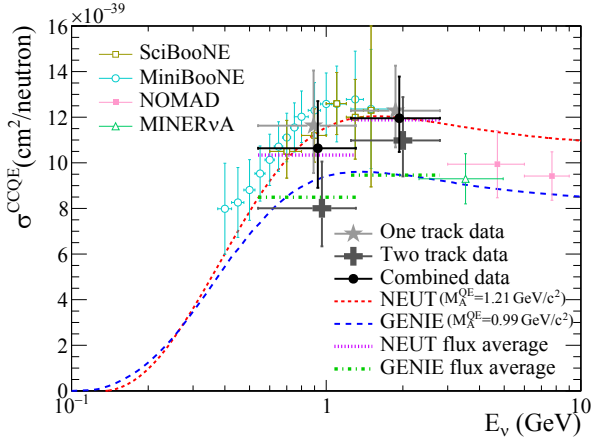 ×10⁻³⁹
16
14
12
10
8
6
4
2
0
σ^CCQE (cm²/neutron)
SciBooNE
MiniBooNE
NOMAD
MINERνA
One track data
Two track data
Combined data
NEUT (M_A^QE=1.21 GeV/c²)
GENIE (M_A^QE=0.99 GeV/c²)
NEUT flux average
GENIE flux average
10⁻¹ 1 10
E_ν (GeV)